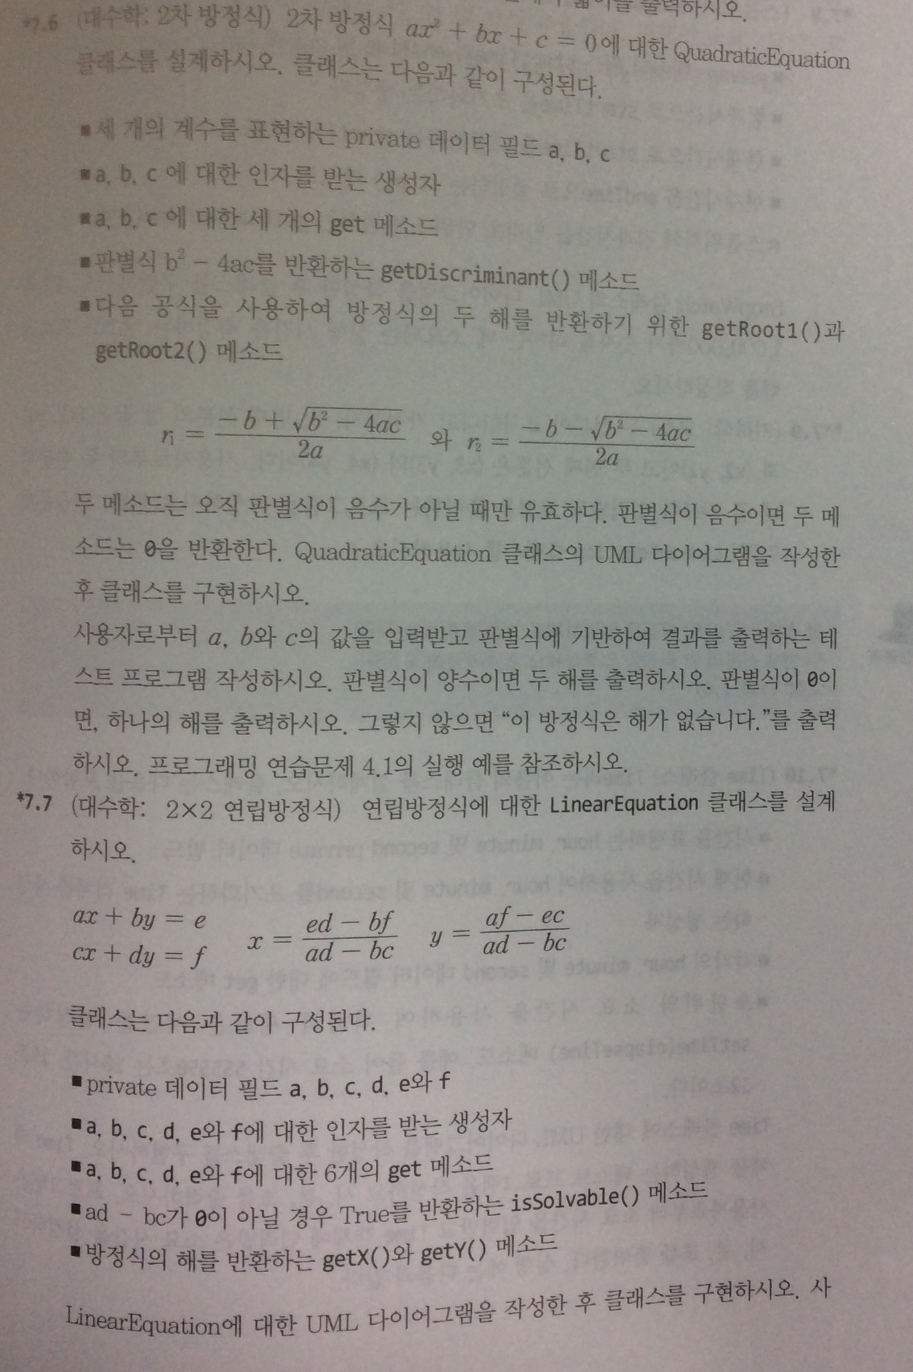 출력하시오.
*7.6 (대수학: 2차 방정식) 2차 방정식 ax² + bx + c = 0에 대한 QuadraticEquation
클래스를 설계하시오. 클래스는 다음과 같이 구성된다.
■ 세 개의 계수를 표현하는 private 데이터 필드 a, b, c
■ a, b, c 에 대한 인자를 받는 생성자
■ a, b, c 에 대한 세 개의 get 메소드
■ 판별식 b² − 4ac를 반환하는 getDiscriminant() 메소드
■ 다음 공식을 사용하여 방정식의 두 해를 반환하기 위한 getRoot1()과
getRoot2() 메소드
r₁ = (−b + √(b² − 4ac)) / 2a 와 r₂ = (−b − √(b² − 4ac)) / 2a
두 메소드는 오직 판별식이 음수가 아닐 때만 유효하다. 판별식이 음수이면 두 메
소드는 0을 반환한다. QuadraticEquation 클래스의 UML 다이어그램을 작성한
후 클래스를 구현하시오.
사용자로부터 a, b와 c의 값을 입력받고 판별식에 기반하여 결과를 출력하는 테
스트 프로그램 작성하시오. 판별식이 양수이면 두 해를 출력하시오. 판별식이 0이
면, 하나의 해를 출력하시오. 그렇지 않으면 “이 방정식은 해가 없습니다.”를 출력
하시오. 프로그래밍 연습문제 4.1의 실행 예를 참조하시오.
*7.7 (대수학: 2×2 연립방정식) 연립방정식에 대한 LinearEquation 클래스를 설계
하시오.
ax + by = e
cx + dy = f
x = (ed − bf) / (ad − bc) y = (af − ec) / (ad − bc)
클래스는 다음과 같이 구성된다.
■ private 데이터 필드 a, b, c, d, e와 f
■ a, b, c, d, e와 f에 대한 인자를 받는 생성자
■ a, b, c, d, e와 f에 대한 6개의 get 메소드
■ ad − bc가 0이 아닐 경우 True를 반환하는 isSolvable() 메소드
■ 방정식의 해를 반환하는 getX()와 getY() 메소드
LinearEquation에 대한 UML 다이어그램을 작성한 후 클래스를 구현하시오. 사